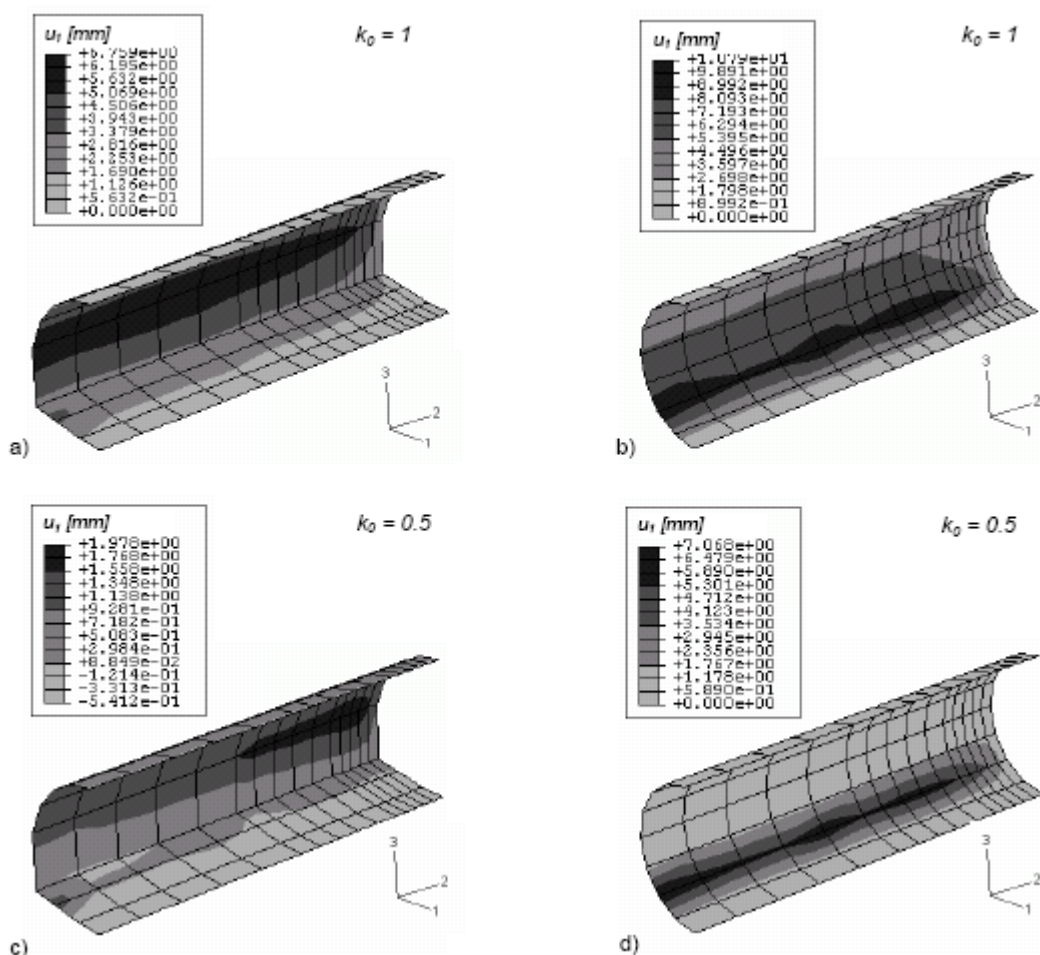 u₁ [mm]
k₀ = 1
+6.759e+00
+6.195e+00
+5.632e+00
+5.069e+00
+4.506e+00
+3.943e+00
+3.379e+00
+2.816e+00
+2.253e+00
+1.690e+00
+1.126e+00
+5.632e-01
+0.000e+00
3
2
1
a)
u₁ [mm]
k₀ = 1
+1.079e+01
+9.891e+00
+8.992e+00
+8.093e+00
+7.193e+00
+6.294e+00
+5.395e+00
+4.496e+00
+3.597e+00
+2.698e+00
+1.798e+00
+8.992e-01
+0.000e+00
3
2
1
b)
u₁ [mm]
k₀ = 0.5
+1.978e+00
+1.768e+00
+1.558e+00
+1.348e+00
+1.138e+00
+9.281e-01
+7.182e-01
+5.083e-01
+2.984e-01
+8.849e-02
-1.214e-01
-3.313e-01
-5.412e-01
3
2
1
c)
u₁ [mm]
k₀ = 0.5
+7.068e+00
+6.479e+00
+5.890e+00
+5.301e+00
+4.712e+00
+4.123e+00
+3.534e+00
+2.945e+00
+2.356e+00
+1.767e+00
+1.178e+00
+5.890e-01
+0.000e+00
3
2
1
d)